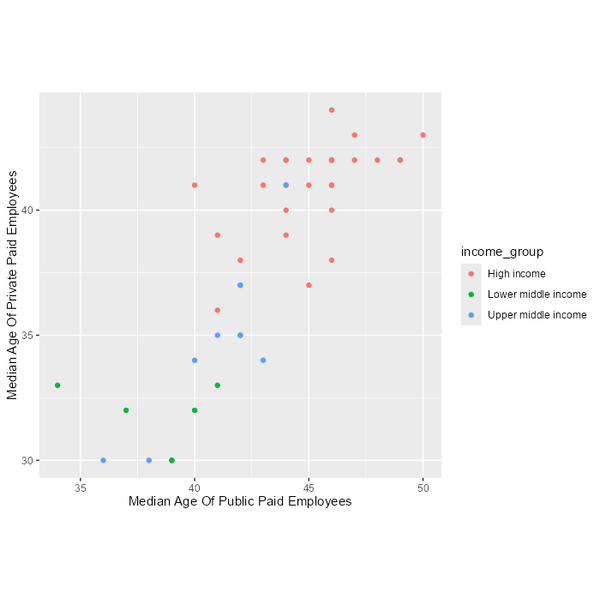 Median Age Of Private Paid Employees
40
35
30
35
40
45
50
Median Age Of Public Paid Employees
income_group
High income
Lower middle income
Upper middle income